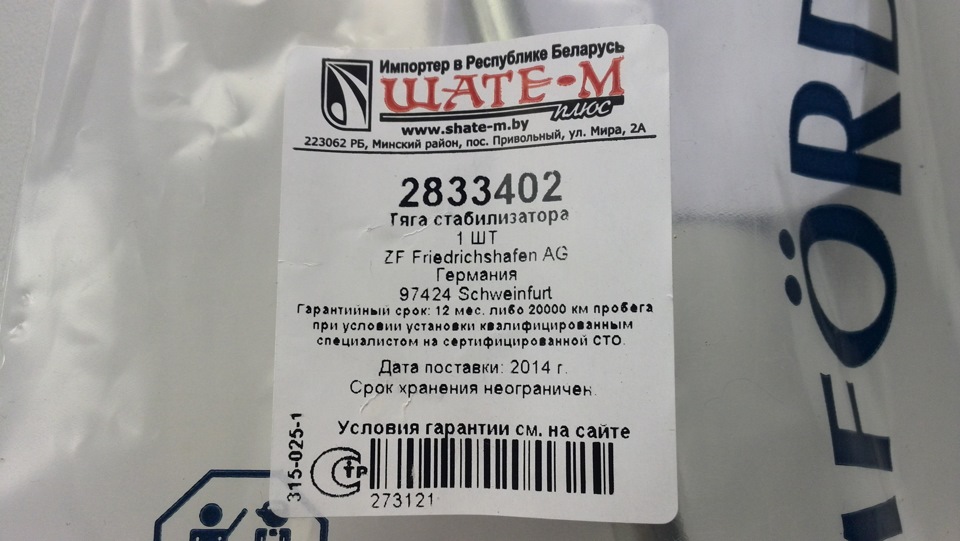 Импортер в Республике Беларусь
ШАТЕ-М
плюс
www.shate-m.by
223062 РБ, Минский район, пос. Привольный, ул. Мира, 2А
2833402
Тяга стабилизатора
1 ШТ
ZF Friedrichshafen AG
Германия
97424 Schweinfurt
Гарантийный срок: 12 мес. либо 20000 км пробега
при условии установки квалифицированным
специалистом на сертифицированной СТО.
Дата поставки: 2014 г.
Срок хранения неограничен.
Условия гарантии см. на сайте
315-025-1
273121